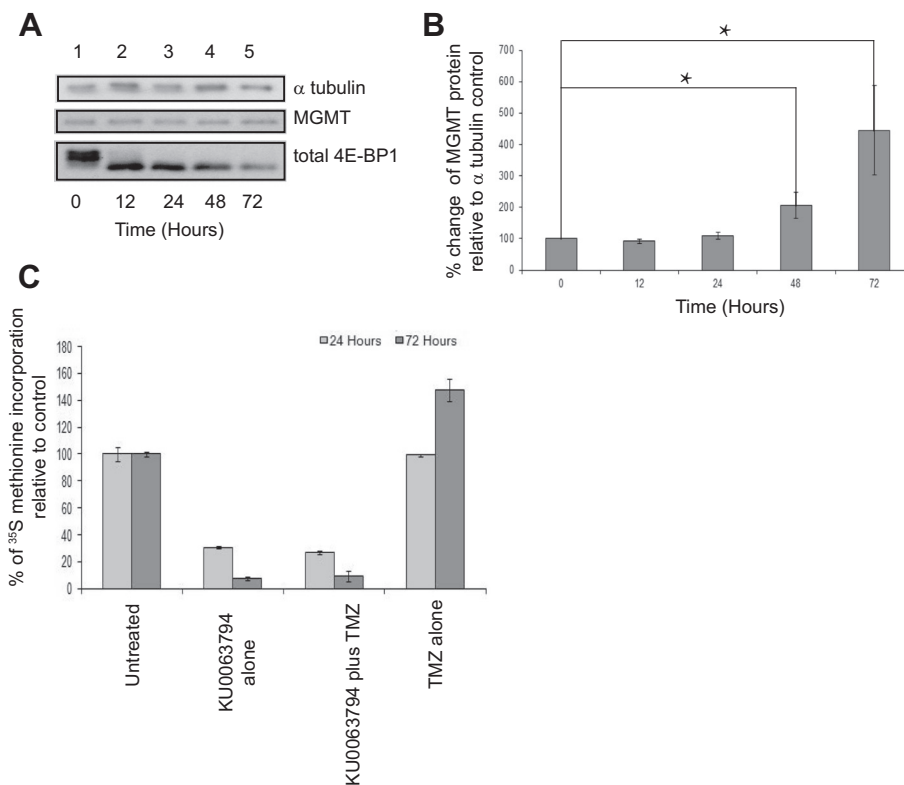 A
1 2 3 4 5
α tubulin
MGMT
total 4E-BP1
0 12 24 48 72
Time (Hours)
B
% change of MGMT protein
relative to α tubulin control
700
600
500
400
300
200
100
0
*
*
0 12 24 48 72
Time (Hours)
C
% of ³⁵S methionine incorporation
relative to control
180
160
140
120
100
80
60
40
20
0
24 Hours 72 Hours
Untreated
KU0063794
alone
KU0063794 plus TMZ
TMZ alone